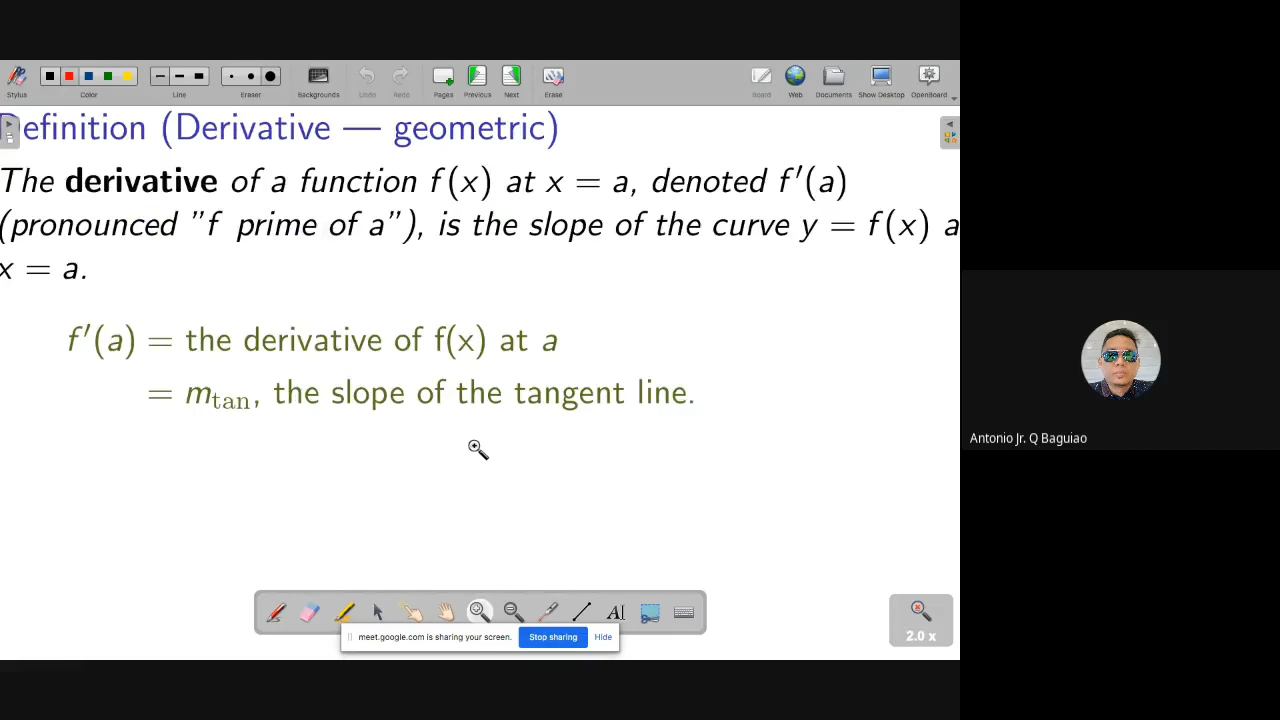 Stylus
Color
Line
Eraser
Backgrounds
Undo
Redo
Pages
Previous
Next
Erase
Board
Web
Documents
Show Desktop
OpenBoard
Definition (Derivative — geometric)
The derivative of a function f(x) at x = a, denoted f′(a)
(pronounced ”f prime of a”), is the slope of the curve y = f(x) a
x = a.
f′(a) = the derivative of f(x) at a
= mtan, the slope of the tangent line.
Antonio Jr. Q Baguiao
AI
meet.google.com is sharing your screen. Stop sharing Hide
2.0 x